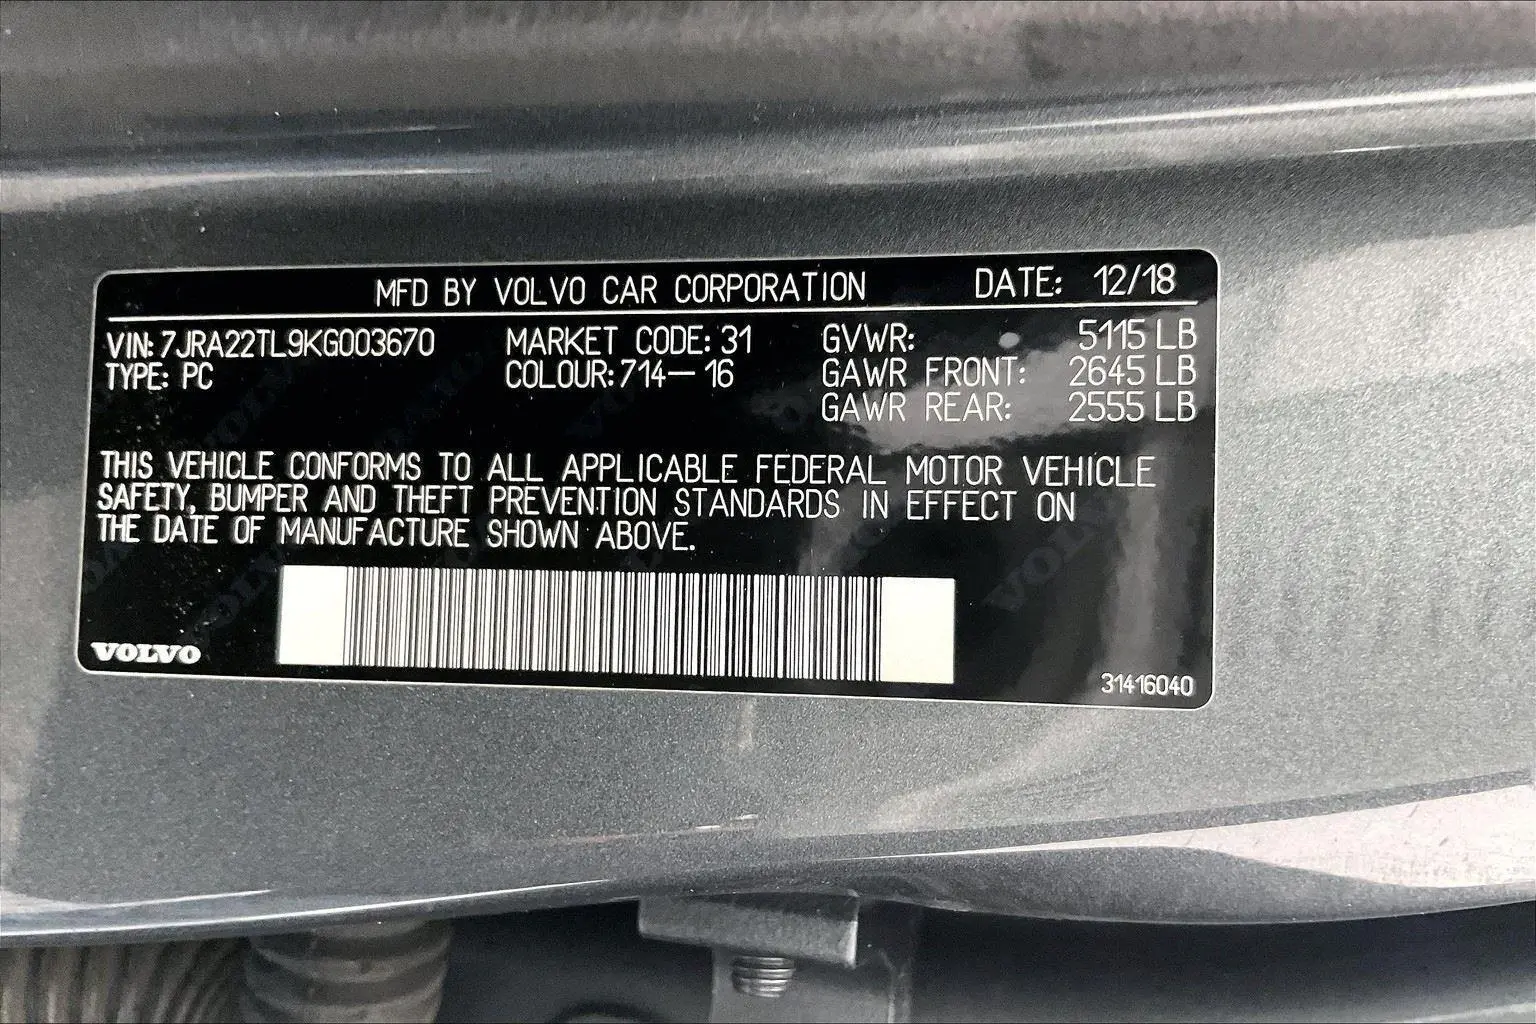 MFD BY VOLVO CAR CORPORATION DATE: 12/18
VIN: 7JRA22TL9KG003670 MARKET CODE: 31 GVWR: 5115 LB
TYPE: PC COLOUR: 714-16 GAWR FRONT: 2645 LB
GAWR REAR: 2555 LB
THIS VEHICLE CONFORMS TO ALL APPLICABLE FEDERAL MOTOR VEHICLE
SAFETY, BUMPER AND THEFT PREVENTION STANDARDS IN EFFECT ON
THE DATE OF MANUFACTURE SHOWN ABOVE.
VOLVO
31416040